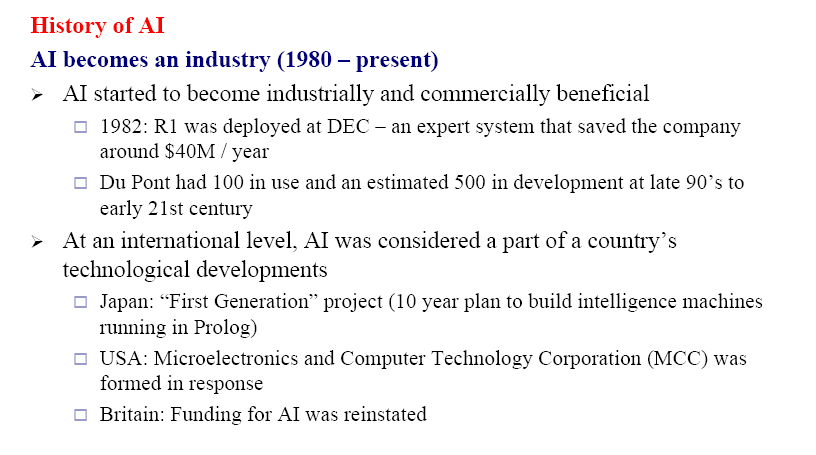 History of AI
AI becomes an industry (1980 – present)
➢ AI started to become industrially and commercially beneficial
□ 1982: R1 was deployed at DEC – an expert system that saved the company
around $40M / year
□ Du Pont had 100 in use and an estimated 500 in development at late 90’s to
early 21st century
➢ At an international level, AI was considered a part of a country’s
technological developments
□ Japan: “First Generation” project (10 year plan to build intelligence machines
running in Prolog)
□ USA: Microelectronics and Computer Technology Corporation (MCC) was
formed in response
□ Britain: Funding for AI was reinstated